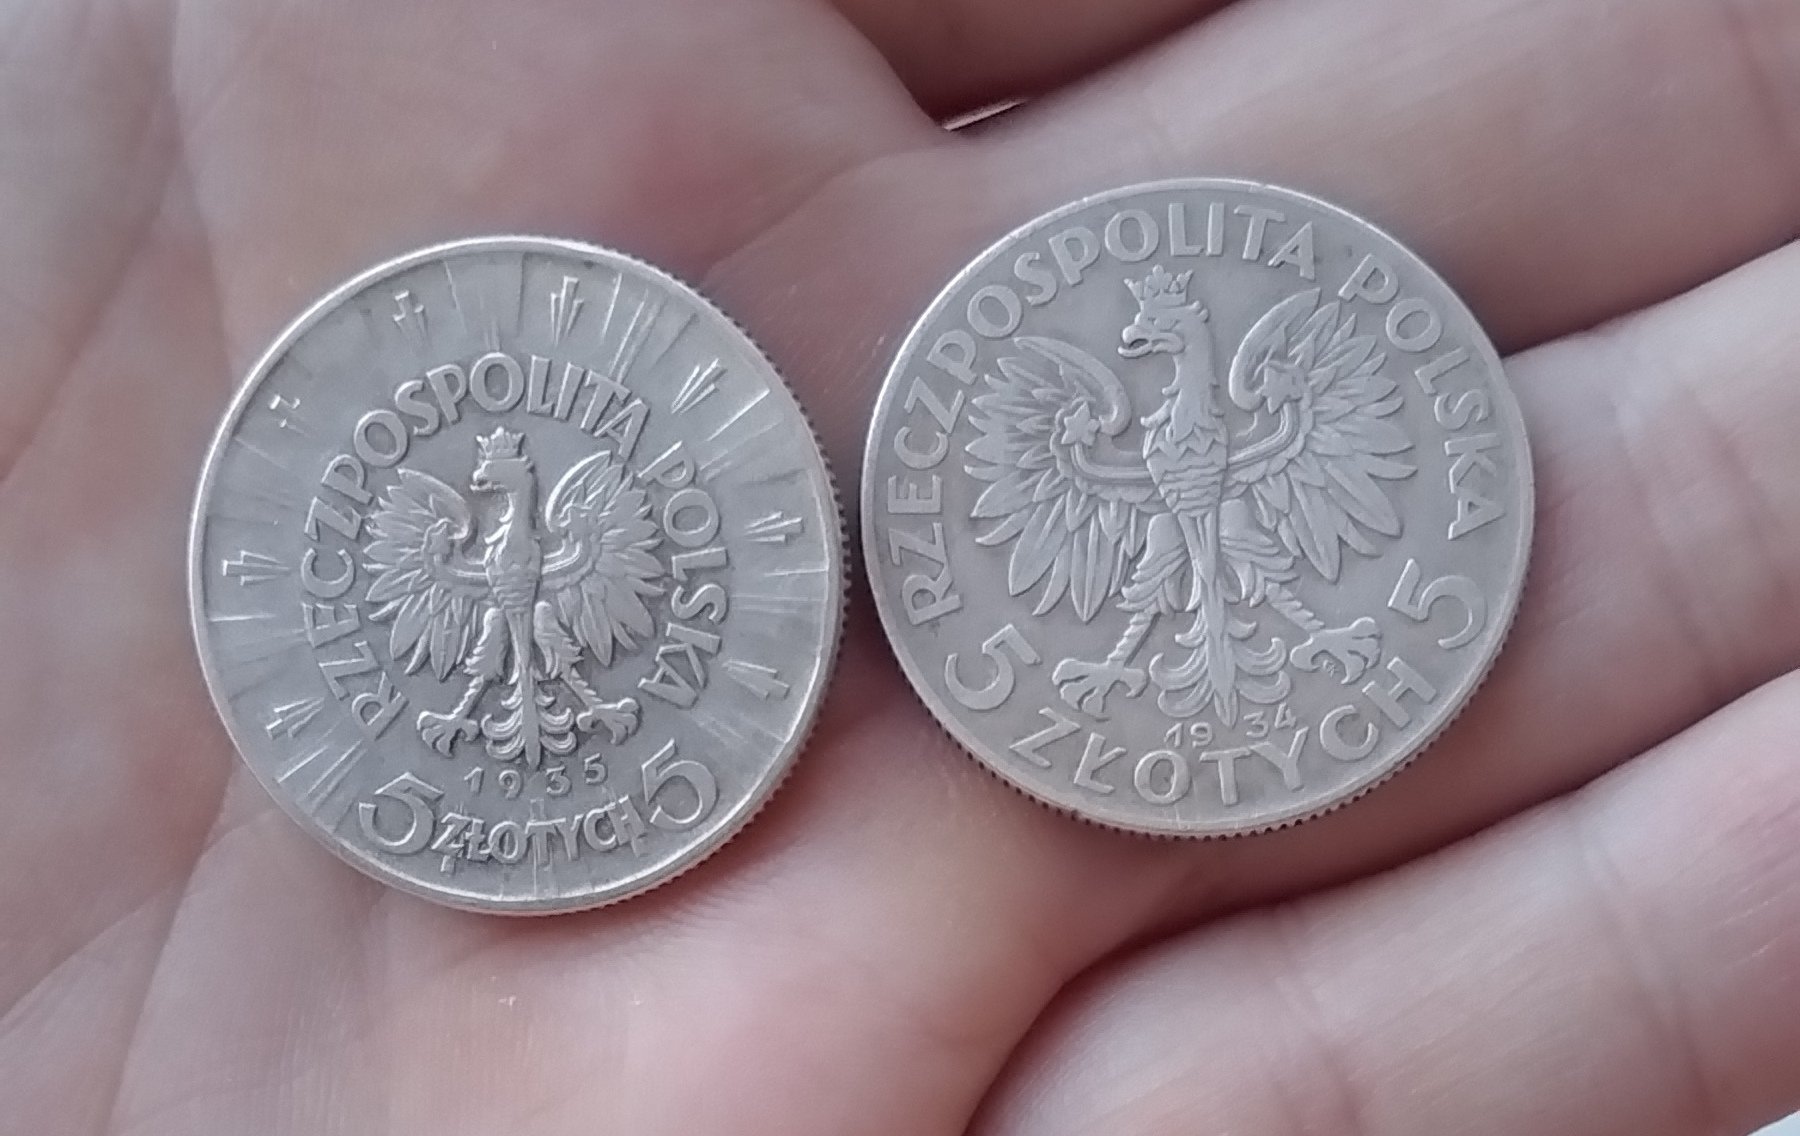 RZECZPOSPOLITA POLSKA
1935
5 ZŁOTYCH 5
RZECZPOSPOLITA POLSKA
1934
5 ZŁOTYCH 5